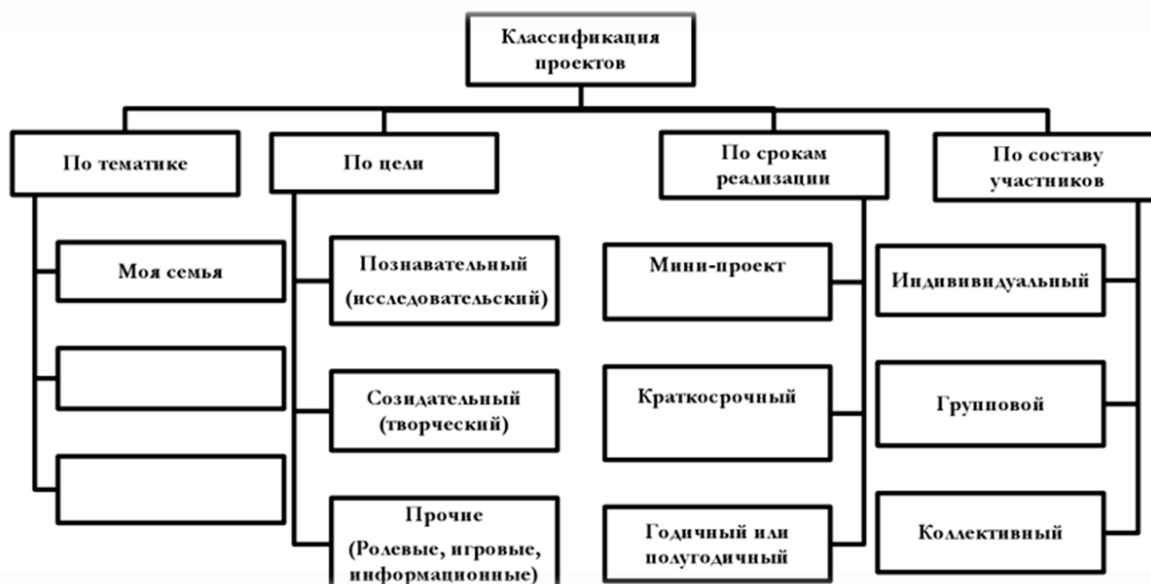 Классификация
проектов
По тематике
По цели
По срокам
реализации
По составу
участников
Моя семья
Познавательный
(исследовательский)
Созидательный
(творческий)
Прочие
(Ролевые, игровые,
информационные)
Мини-проект
Краткосрочный
Годичный или
полугодичный
Индививидуальный
Групповой
Коллективный